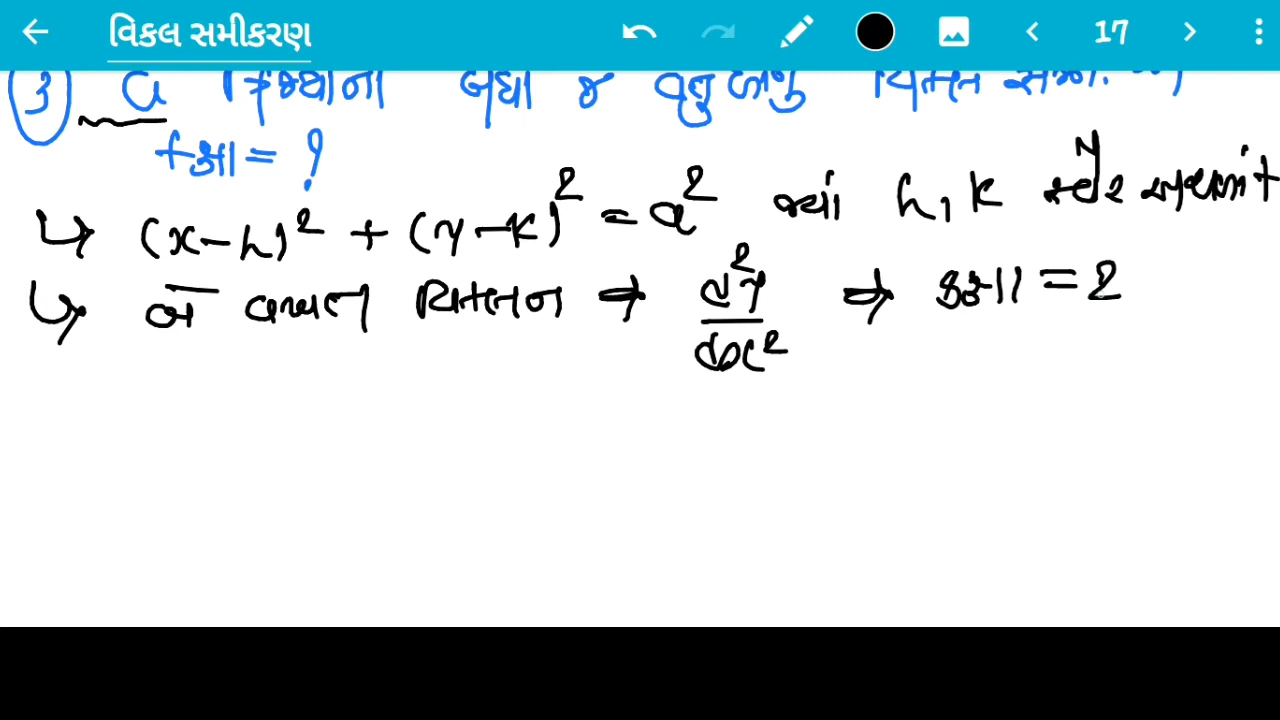 વિકલ સમીકરણ 17
3) a ત્રિજ્યાના બધા જ વર્તુળોનું વિકલ
કક્ષા = ?
↳ (x-h)² + (y-k)² = a² જ્યાં h, k સ્વૈર અચળાંક
↳ બે વખત વિકલન ⇒ d²y/dx² ⇒ કક્ષા = 2